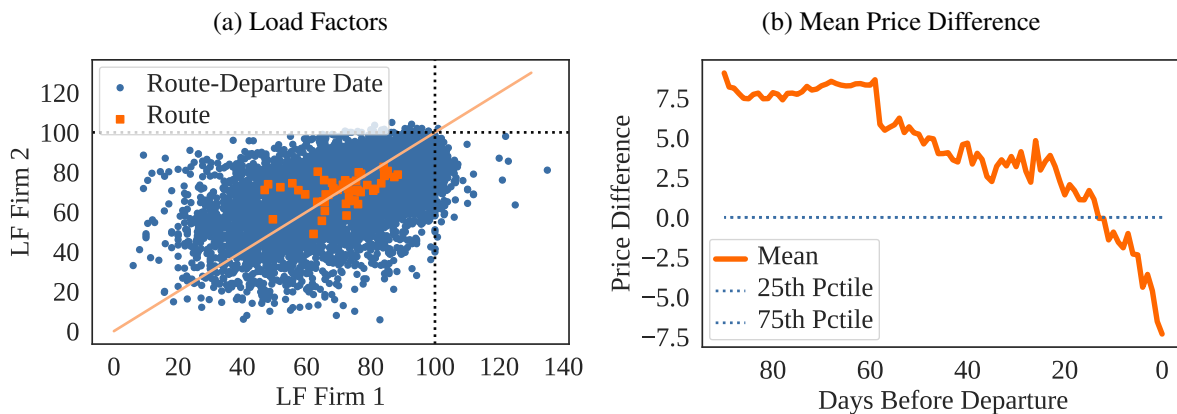 (a) Load Factors
LF Firm 2
120
100
80
60
40
20
0
Route-Departure Date
Route
0 20 40 60 80 100 120 140
LF Firm 1
(b) Mean Price Difference
Price Difference
7.5
5.0
2.5
0.0
−2.5
−5.0
−7.5
Mean
25th Pctile
75th Pctile
80 60 40 20 0
Days Before Departure